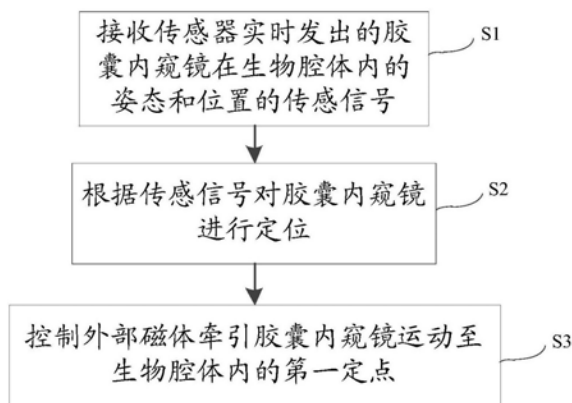 接收传感器实时发出的胶
囊内窥镜在生物腔体内的
姿态和位置的传感信号
S1
根据传感信号对胶囊内窥镜
进行定位
S2
控制外部磁体牵引胶囊内窥镜运动至
生物腔体内的第一定点
S3